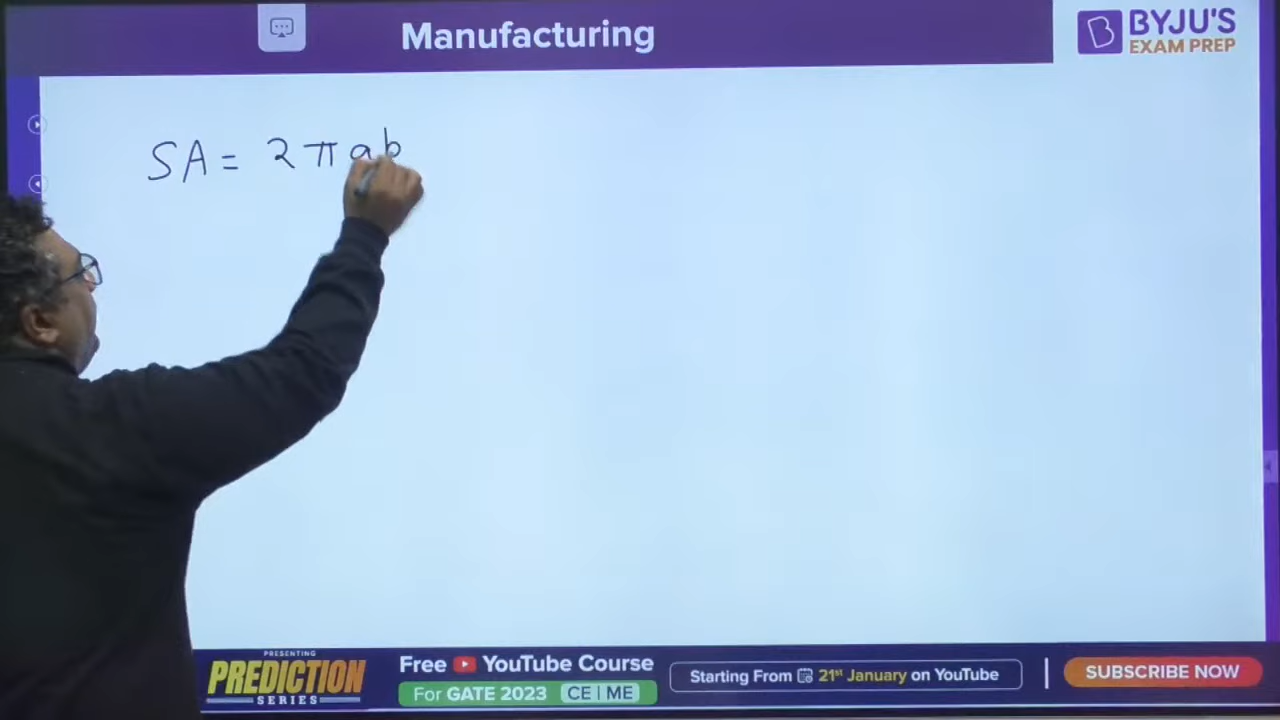 Manufacturing
BYJU'S
EXAM PREP
SA = 2πab
PRESENTING
PREDICTION
SERIES
Free YouTube Course
For GATE 2023 CE | ME
Starting From 21st January on YouTube
SUBSCRIBE NOW